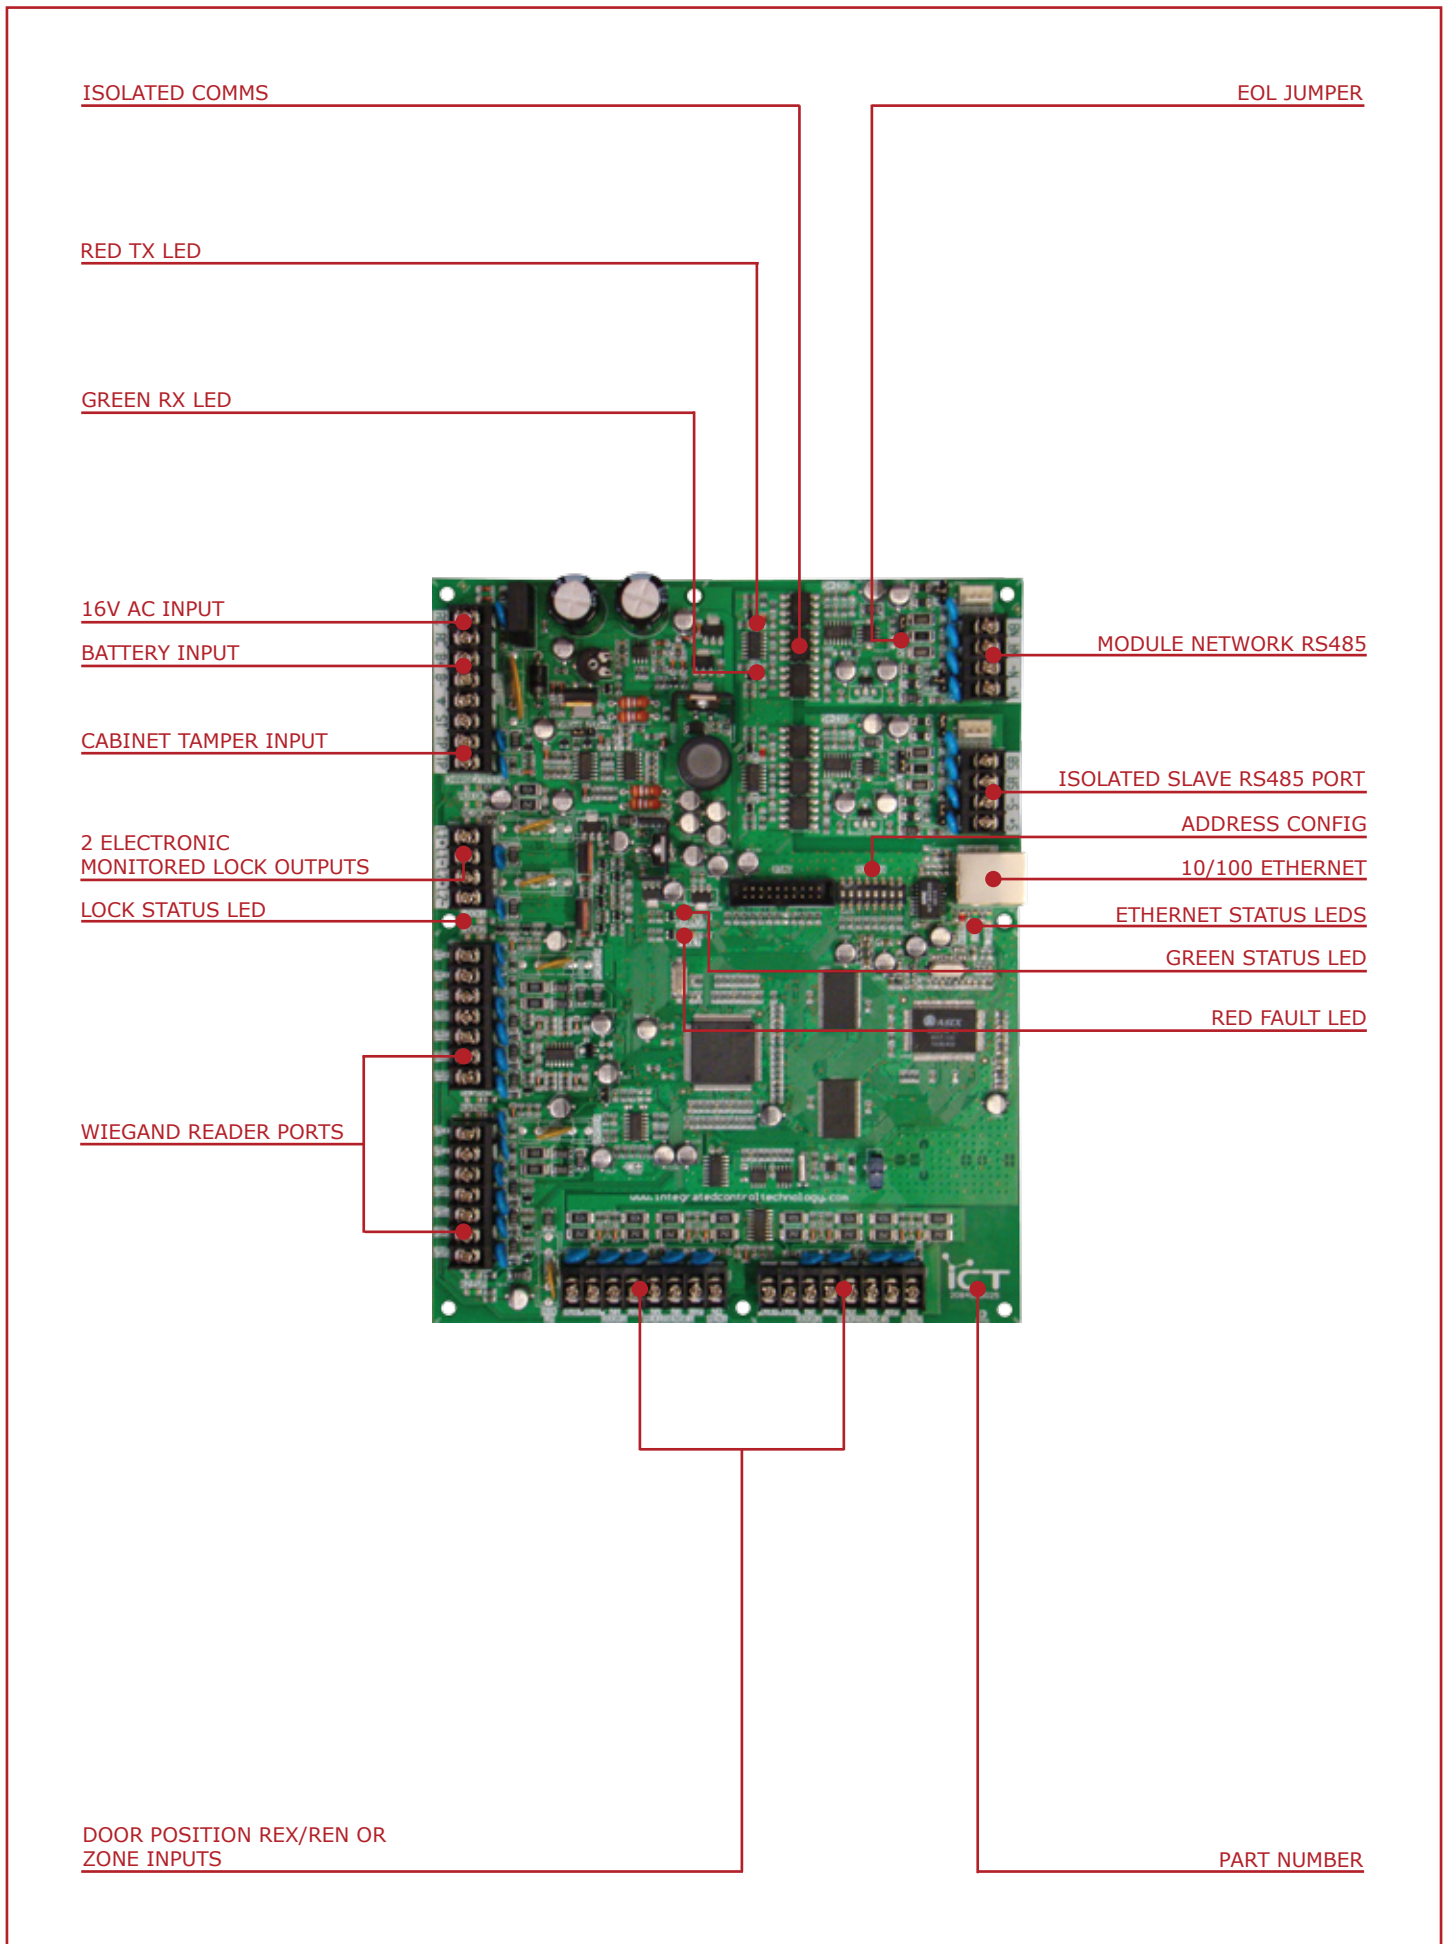 ISOLATED COMMS
EOL JUMPER
RED TX LED
GREEN RX LED
16V AC INPUT
BATTERY INPUT
MODULE NETWORK RS485
CABINET TAMPER INPUT
ISOLATED SLAVE RS485 PORT
ADDRESS CONFIG
2 ELECTRONIC
MONITORED LOCK OUTPUTS
10/100 ETHERNET
LOCK STATUS LED
ETHERNET STATUS LEDS
GREEN STATUS LED
RED FAULT LED
ASIX
WIEGAND READER PORTS
www.integratedcontroltechnology.com
ICT
DOOR POSITION REX/REN OR
ZONE INPUTS
PART NUMBER